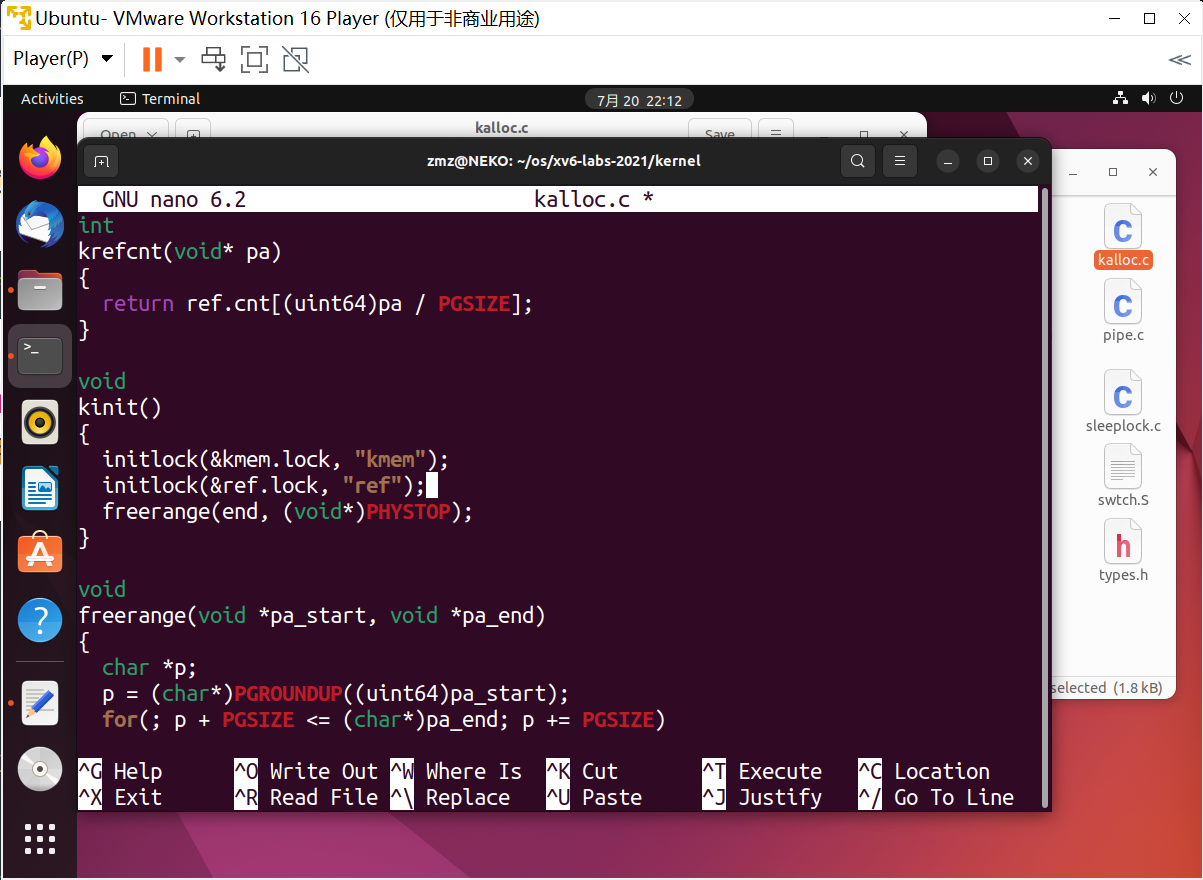 Ubuntu- VMware Workstation 16 Player (仅用于非商业用途)
Player(P)
Activities
Terminal
7月 20 22:12
Open
kalloc.c
Save
zmz@NEKO: ~/os/xv6-labs-2021/kernel
GNU nano 6.2 kalloc.c *
int
krefcnt(void* pa)
{
  return ref.cnt[(uint64)pa / PGSIZE];
}
void
kinit()
{
  initlock(&kmem.lock, "kmem");
  initlock(&ref.lock, "ref");
  freerange(end, (void*)PHYSTOP);
}
void
freerange(void *pa_start, void *pa_end)
{
  char *p;
  p = (char*)PGROUNDUP((uint64)pa_start);
  for(; p + PGSIZE <= (char*)pa_end; p += PGSIZE)
^G Help ^O Write Out ^W Where Is ^K Cut ^T Execute ^C Location
^X Exit ^R Read File ^\ Replace ^U Paste ^J Justify ^/ Go To Line
kalloc.c
pipe.c
sleeplock.c
swtch.S
types.h
selected (1.8 kB)